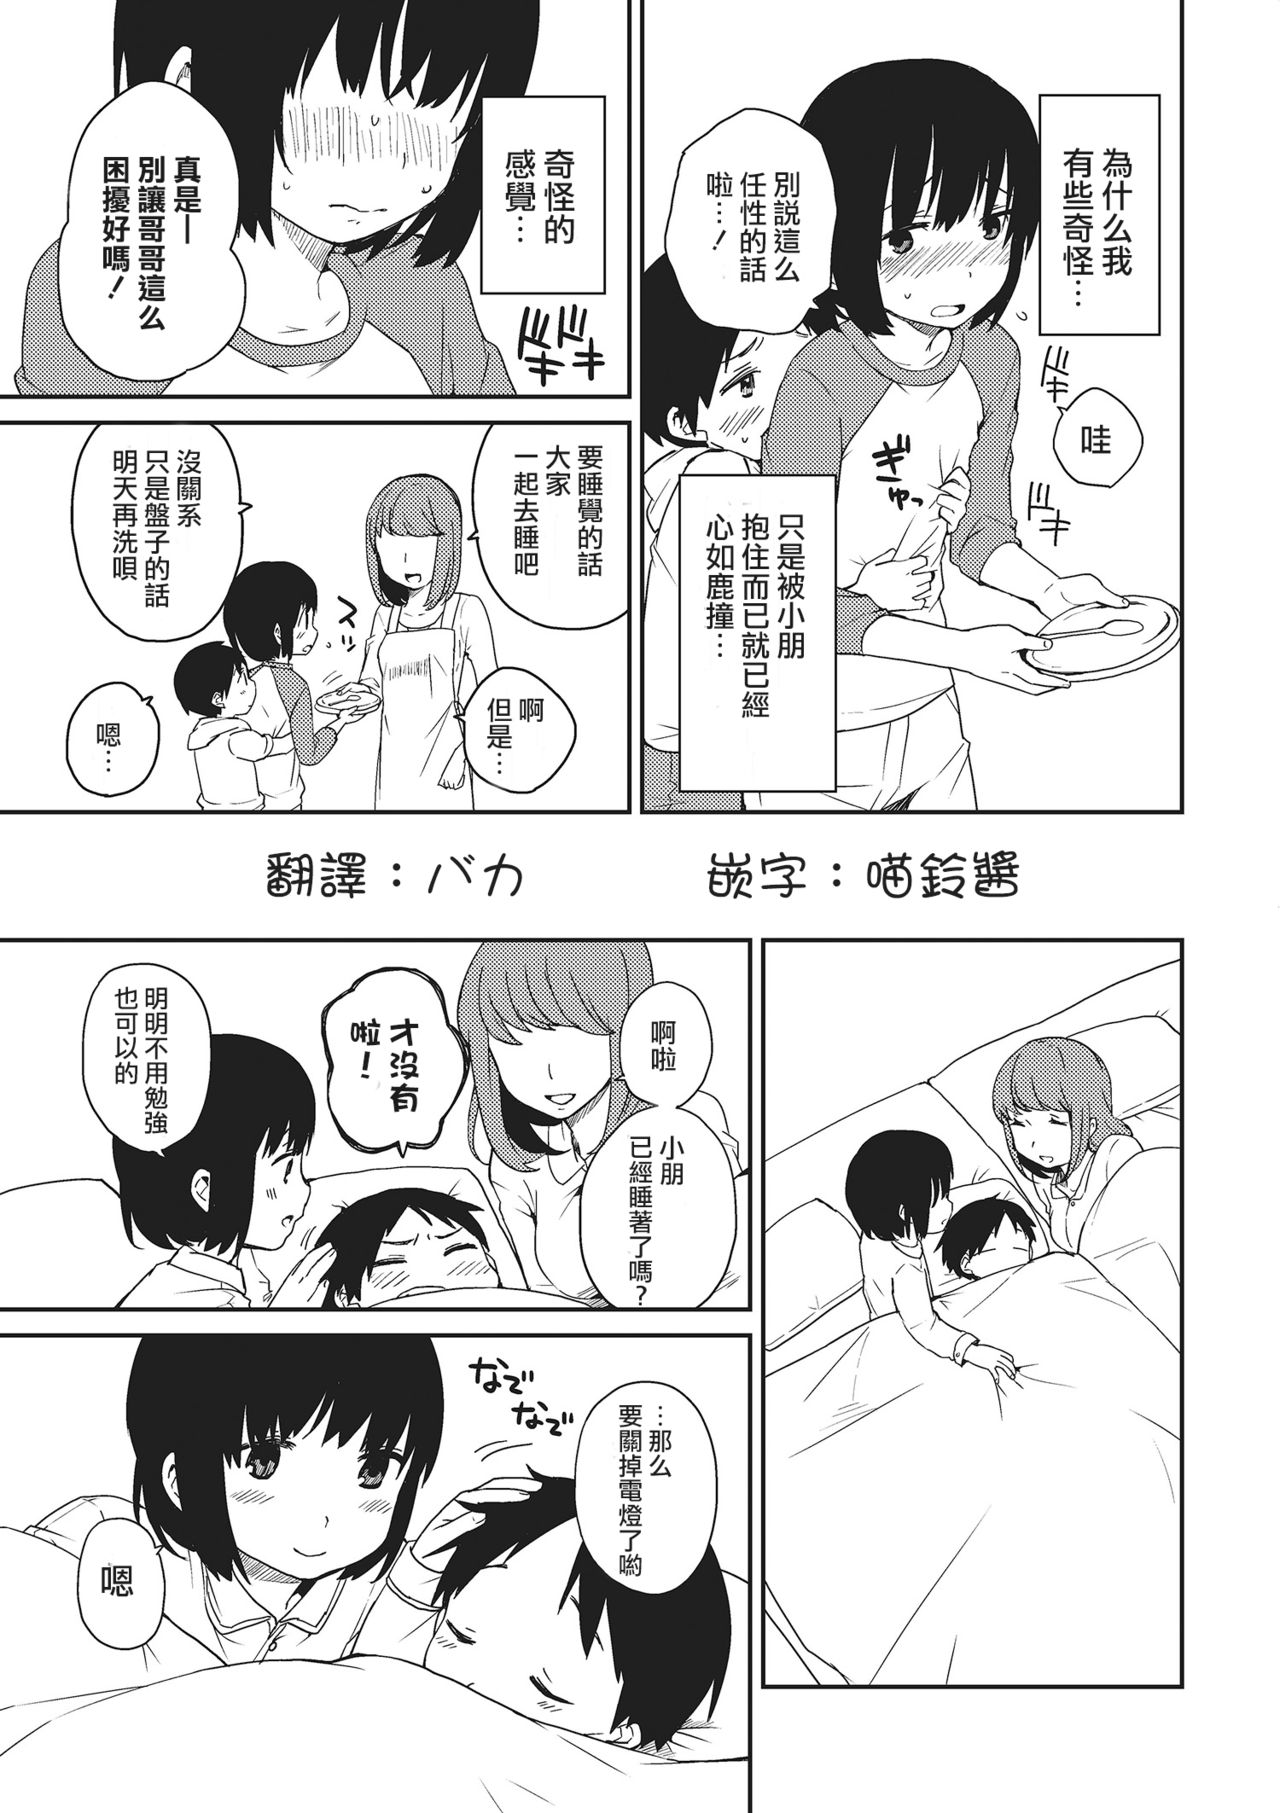 為什么我
有些奇怪…
別説這么
任性的話
啦…！
哇
ドキ
ドキ
ぎゅっ
只是被小朋
抱住而已就已經
心如鹿撞…
奇怪的
感覺…
真是—
別讓哥哥這么
困擾好嗎！
ドキ
ドキ
要睡覺的話
大家
一起去睡吧
沒關系
只是盤子的話
明天再洗唄
啊
但是…
嗯…
翻譯：バカ
嵌字：喵鈴醬
啊啦
小朋
已經睡著了嗎？
才沒有
啦！
明明不用勉強
也可以的
…那么
要關掉電燈了喲
なで
なで
嗯